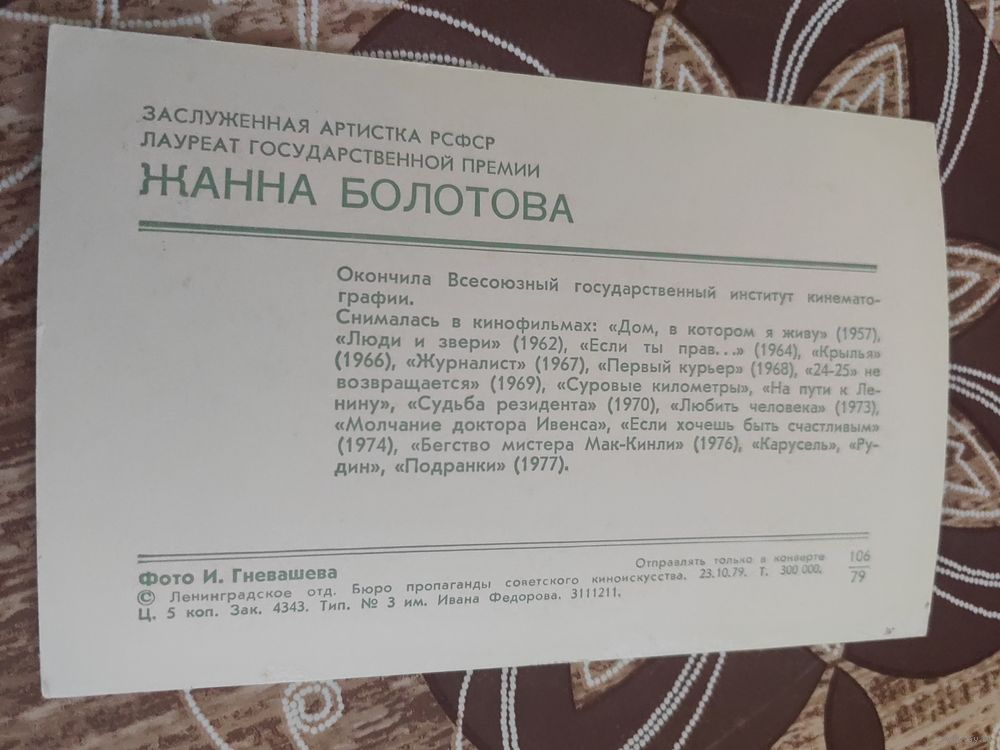 ЗАСЛУЖЕННАЯ АРТИСТКА РСФСР
ЛАУРЕАТ ГОСУДАРСТВЕННОЙ ПРЕМИИ
ЖАННА БОЛОТОВА
Окончила Всесоюзный государственный институт кинемато-
графии.
Снималась в кинофильмах: «Дом, в котором я живу» (1957),
«Люди и звери» (1962), «Если ты прав...» (1964), «Крылья»
(1966), «Журналист» (1967), «Первый курьер» (1968), «24-25» не
возвращается» (1969), «Суровые километры», «На пути к Ле-
нину», «Судьба резидента» (1970), «Любить человека» (1973),
«Молчание доктора Ивенса», «Если хочешь быть счастливым»
(1974), «Бегство мистера Мак-Кинли» (1976), «Карусель», «Ру-
дин», «Подранки» (1977).
Фото И. Гневашева
Отправлять только в конверте
© Ленинградское отд. Бюро пропаганды советского киноискусства. 23.10.79. Т. 300 000.
Ц. 5 коп. Зак. 4343. Тип. № 3 им. Ивана Федорова. 3111211.
106
79